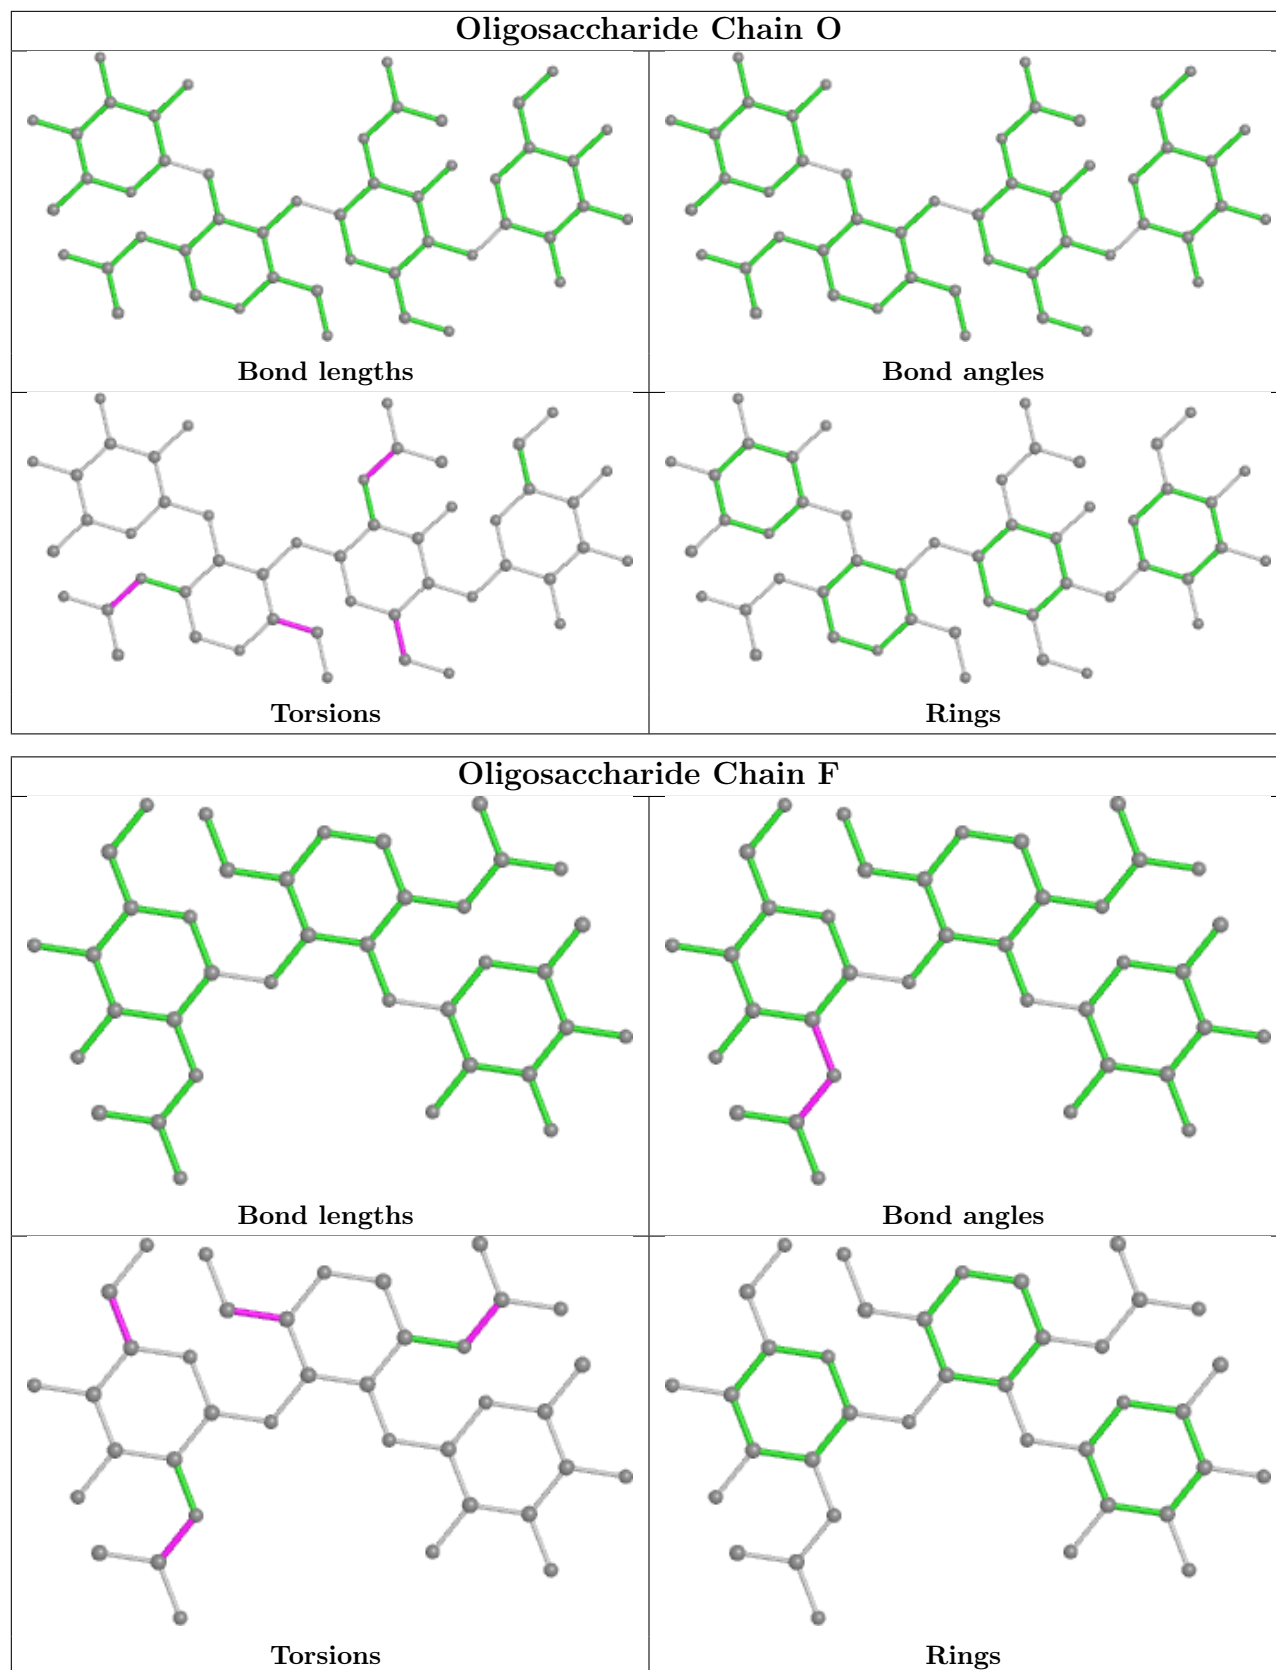 Oligosaccharide Chain O
Bond lengths
Bond angles
Torsions
Rings
Oligosaccharide Chain F
Bond lengths
Bond angles
Torsions
Rings